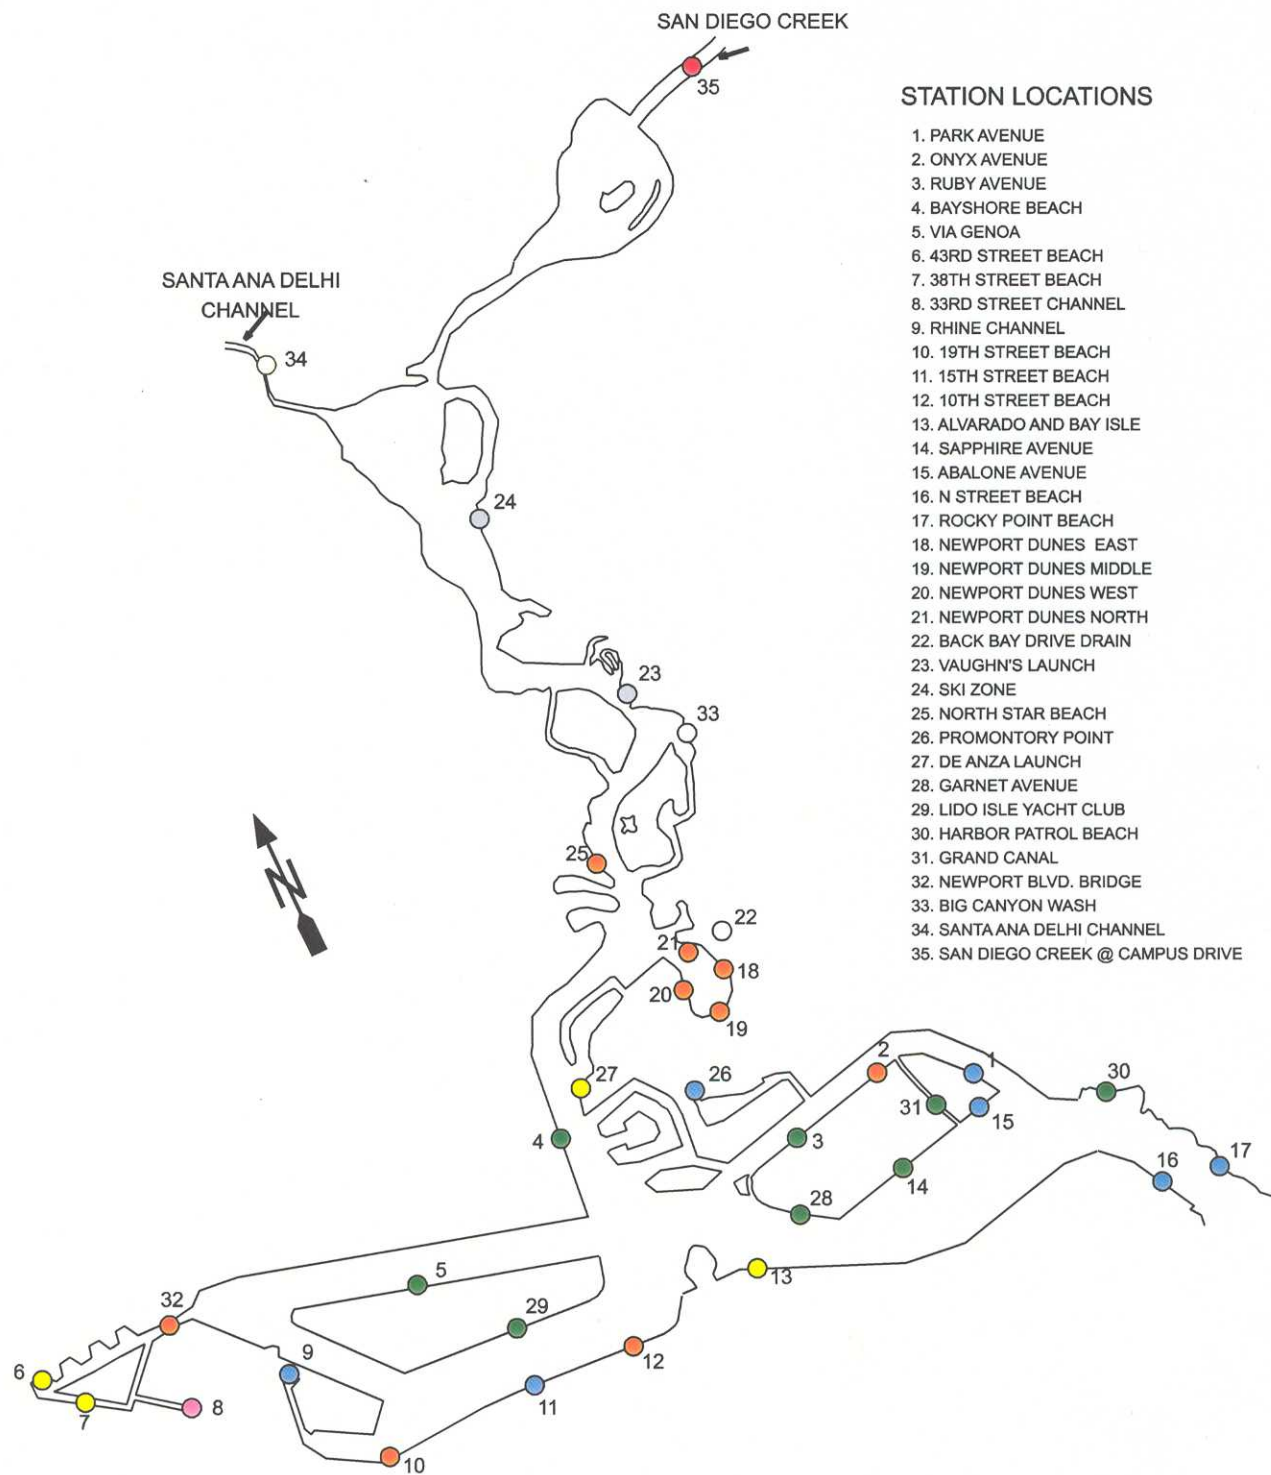 SAN DIEGO CREEK
35
STATION LOCATIONS
1. PARK AVENUE
2. ONYX AVENUE
3. RUBY AVENUE
4. BAYSHORE BEACH
5. VIA GENOA
6. 43RD STREET BEACH
7. 38TH STREET BEACH
8. 33RD STREET CHANNEL
9. RHINE CHANNEL
10. 19TH STREET BEACH
11. 15TH STREET BEACH
12. 10TH STREET BEACH
13. ALVARADO AND BAY ISLE
14. SAPPHIRE AVENUE
15. ABALONE AVENUE
16. N STREET BEACH
17. ROCKY POINT BEACH
18. NEWPORT DUNES EAST
19. NEWPORT DUNES MIDDLE
20. NEWPORT DUNES WEST
21. NEWPORT DUNES NORTH
22. BACK BAY DRIVE DRAIN
23. VAUGHN'S LAUNCH
24. SKI ZONE
25. NORTH STAR BEACH
26. PROMONTORY POINT
27. DE ANZA LAUNCH
28. GARNET AVENUE
29. LIDO ISLE YACHT CLUB
30. HARBOR PATROL BEACH
31. GRAND CANAL
32. NEWPORT BLVD. BRIDGE
33. BIG CANYON WASH
34. SANTA ANA DELHI CHANNEL
35. SAN DIEGO CREEK @ CAMPUS DRIVE
SANTA ANA DELHI
CHANNEL
34
24
23
33
25
N
22
21
18
20
19
27
26
2
1
30
31
15
4
3
14
16
17
28
13
5
32
29
9
12
6
7
8
11
10